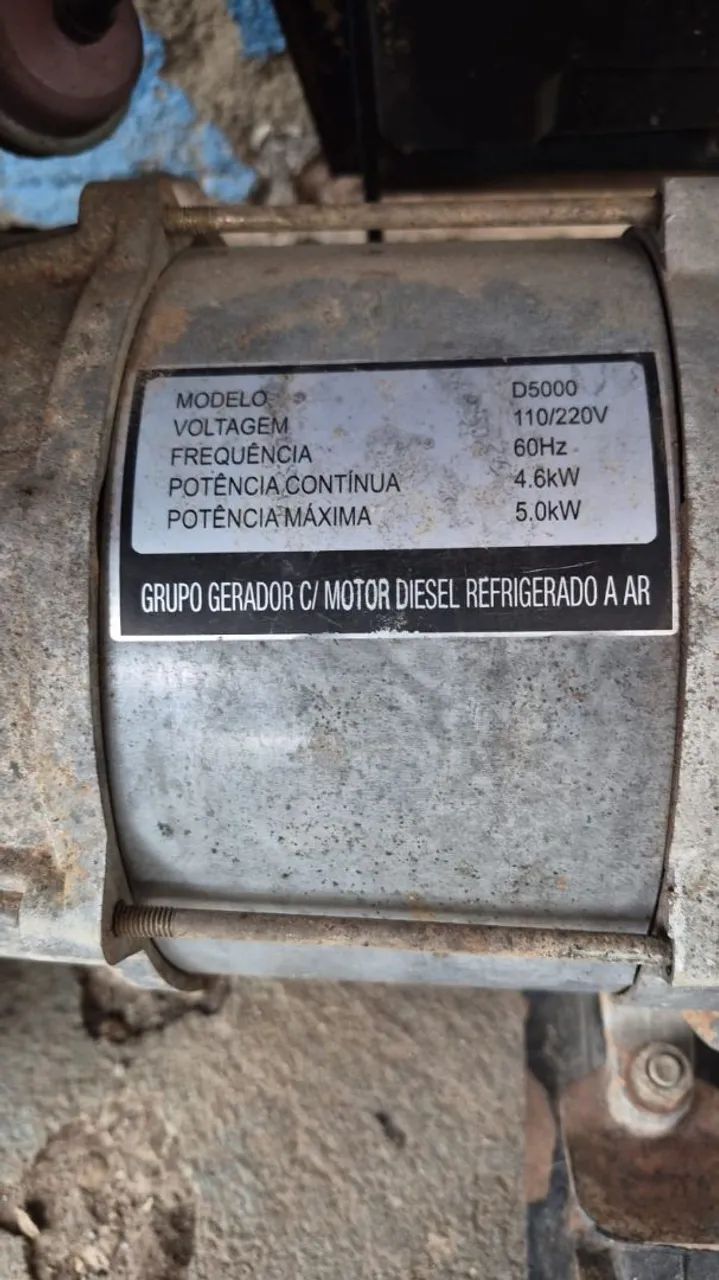 MODELO D5000
VOLTAGEM 110/220V
FREQUÊNCIA 60Hz
POTÊNCIA CONTÍNUA 4.6kW
POTÊNCIA MÁXIMA 5.0kW
GRUPO GERADOR C/ MOTOR DIESEL REFRIGERADO A AR